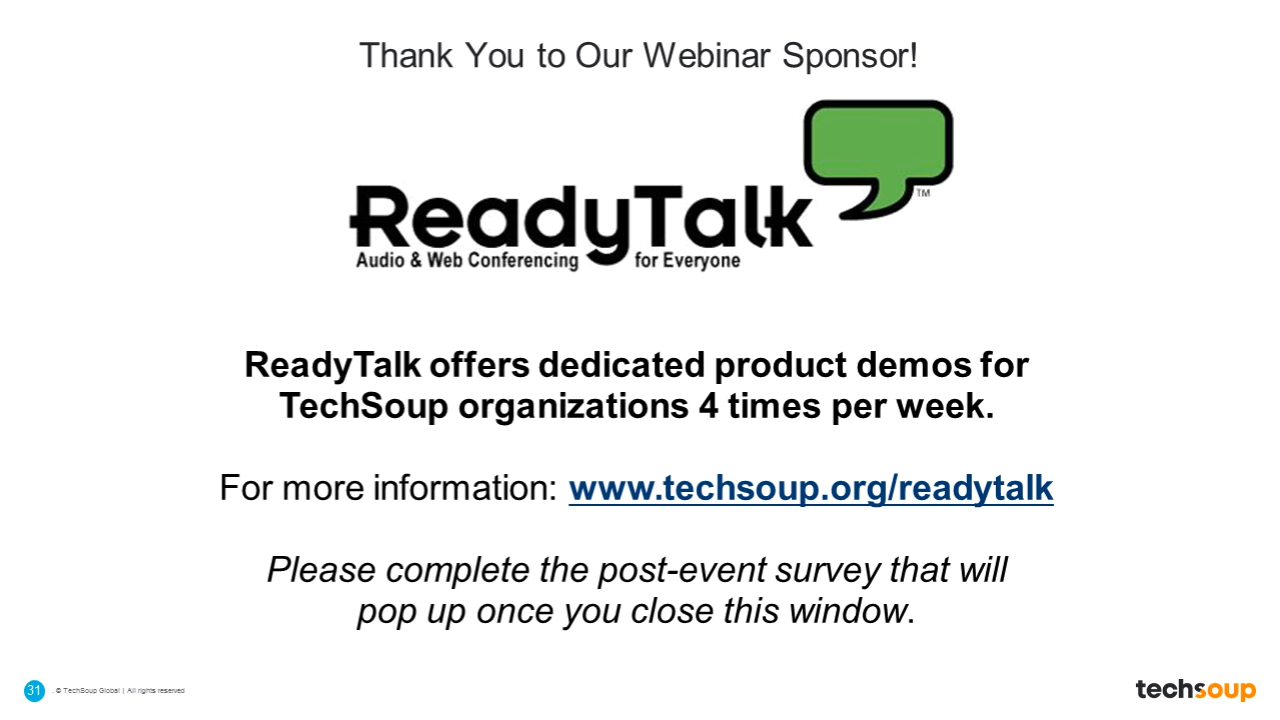 Thank You to Our Webinar Sponsor!
ReadyTalk
TM
Audio & Web Conferencing for Everyone
ReadyTalk offers dedicated product demos for
TechSoup organizations 4 times per week.
For more information: www.techsoup.org/readytalk
Please complete the post-event survey that will
pop up once you close this window.
31 . © TechSoup Global | All rights reserved
techsoup